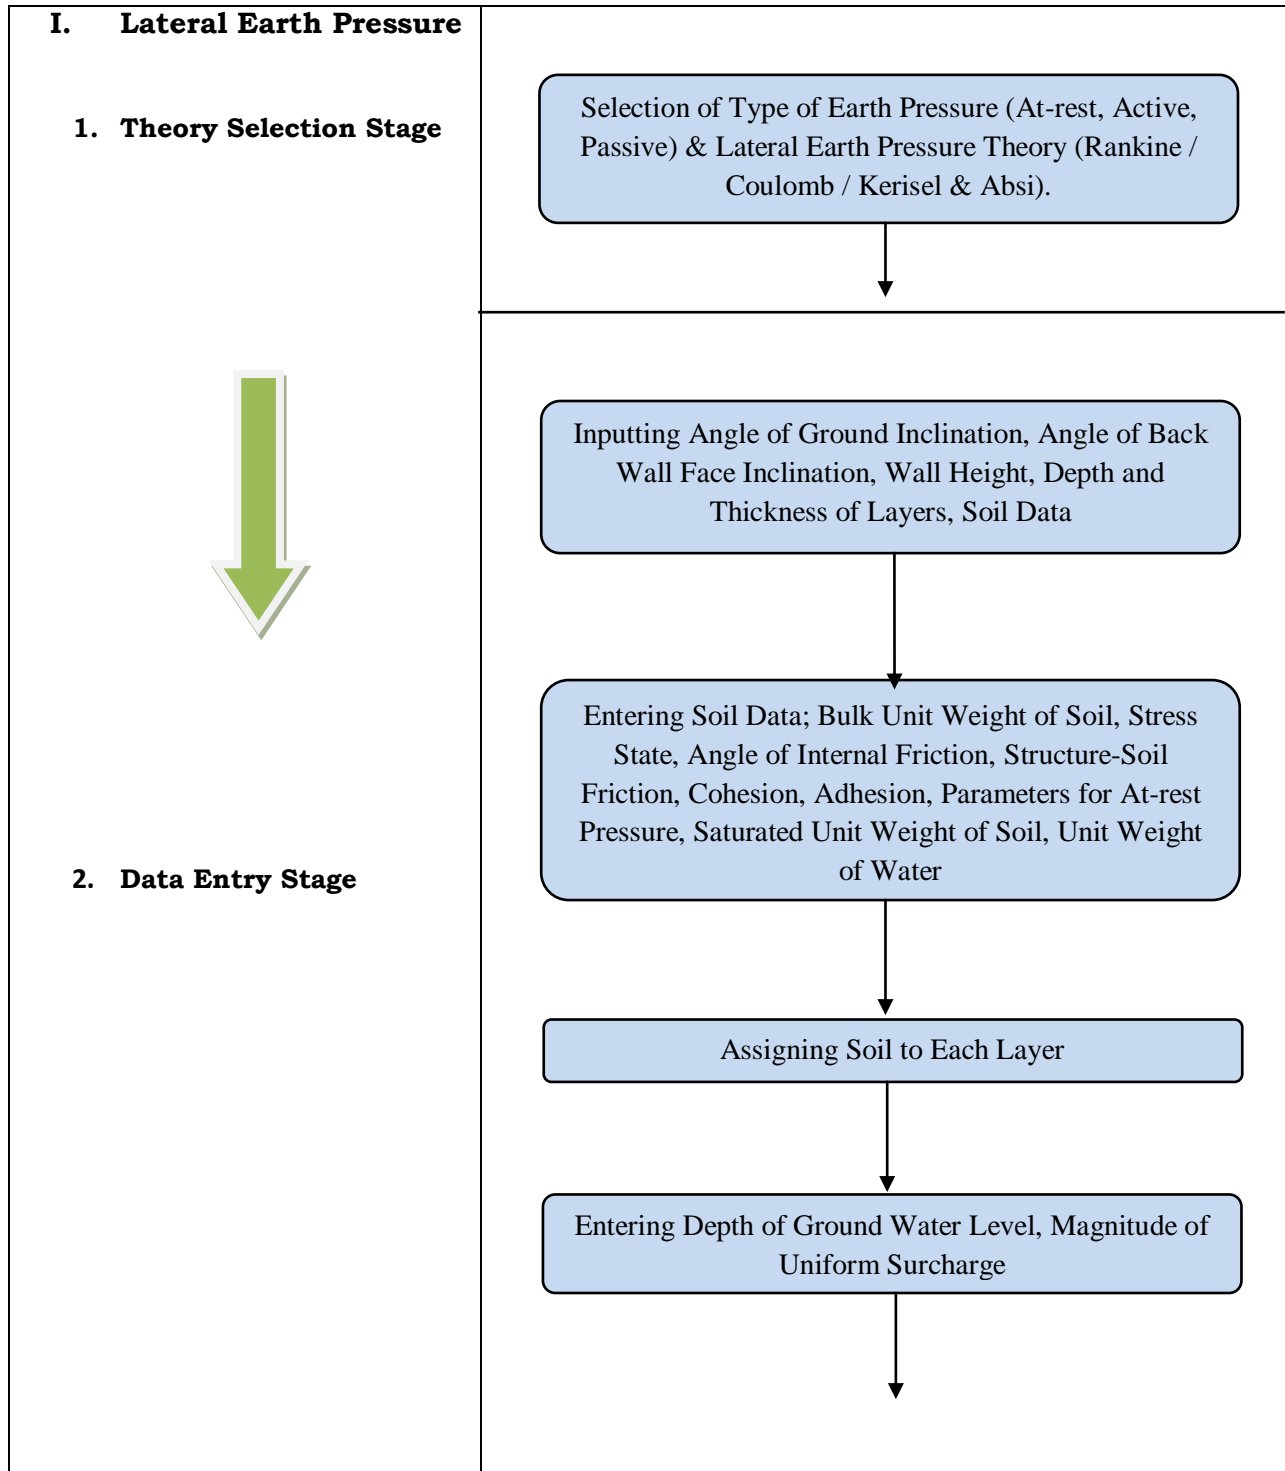 I. Lateral Earth Pressure
1. Theory Selection Stage
Selection of Type of Earth Pressure (At-rest, Active,
Passive) & Lateral Earth Pressure Theory (Rankine /
Coulomb / Kerisel & Absi).
Inputting Angle of Ground Inclination, Angle of Back
Wall Face Inclination, Wall Height, Depth and
Thickness of Layers, Soil Data
Entering Soil Data; Bulk Unit Weight of Soil, Stress
State, Angle of Internal Friction, Structure-Soil
Friction, Cohesion, Adhesion, Parameters for At-rest
Pressure, Saturated Unit Weight of Soil, Unit Weight
of Water
2. Data Entry Stage
Assigning Soil to Each Layer
Entering Depth of Ground Water Level, Magnitude of
Uniform Surcharge